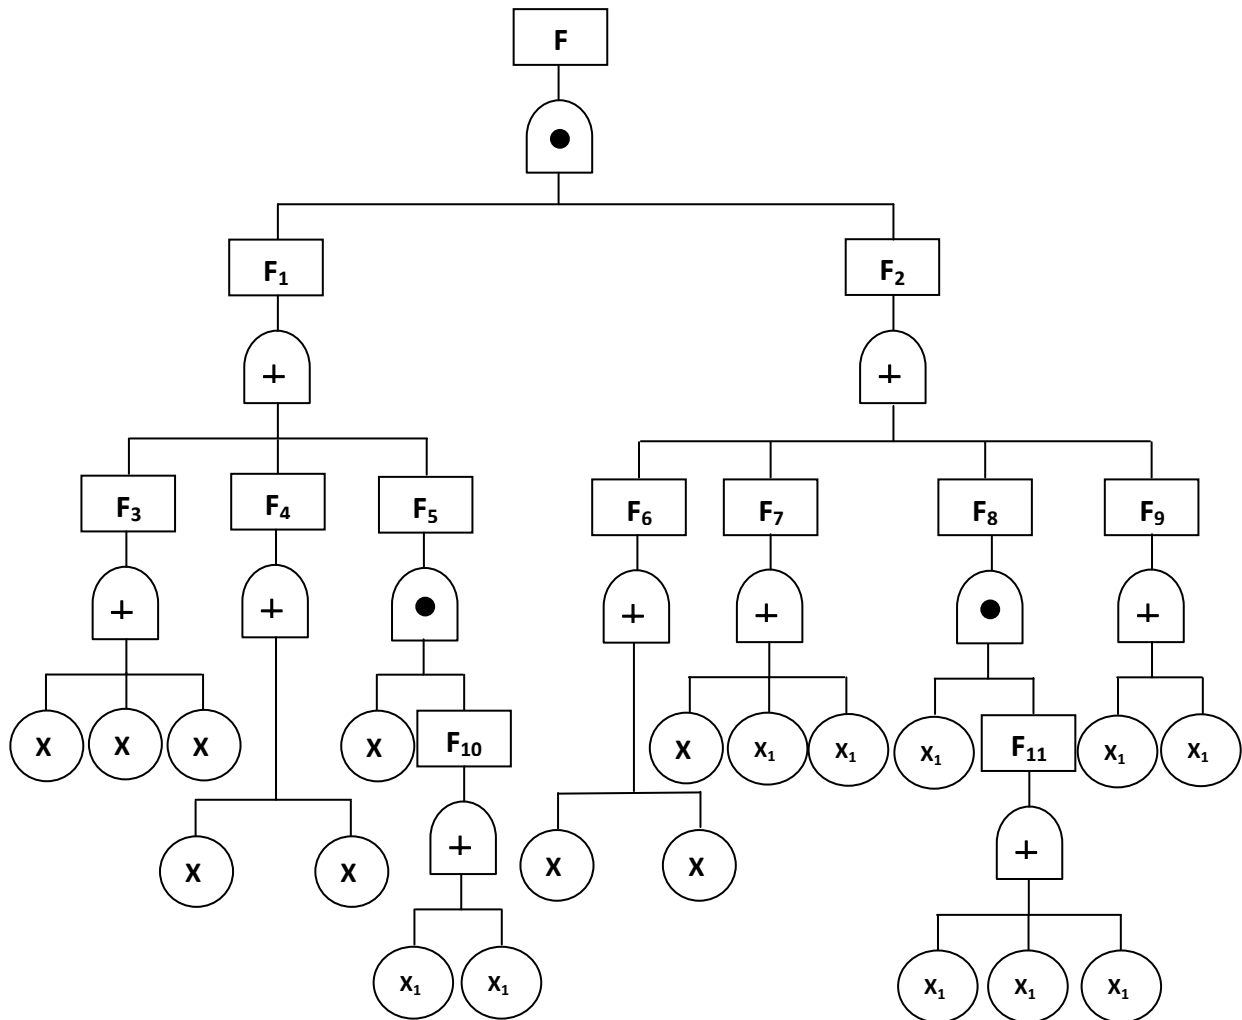 F
●
F₁ F₂
+ +
F₃ F₄ F₅ F₆ F₇ F₈ F₉
+ + ● + + ● +
X X X X F₁₀ X X₁ X₁ X₁ F₁₁ X₁ X₁
X X + X X +
X₁ X₁ X₁ X₁ X₁